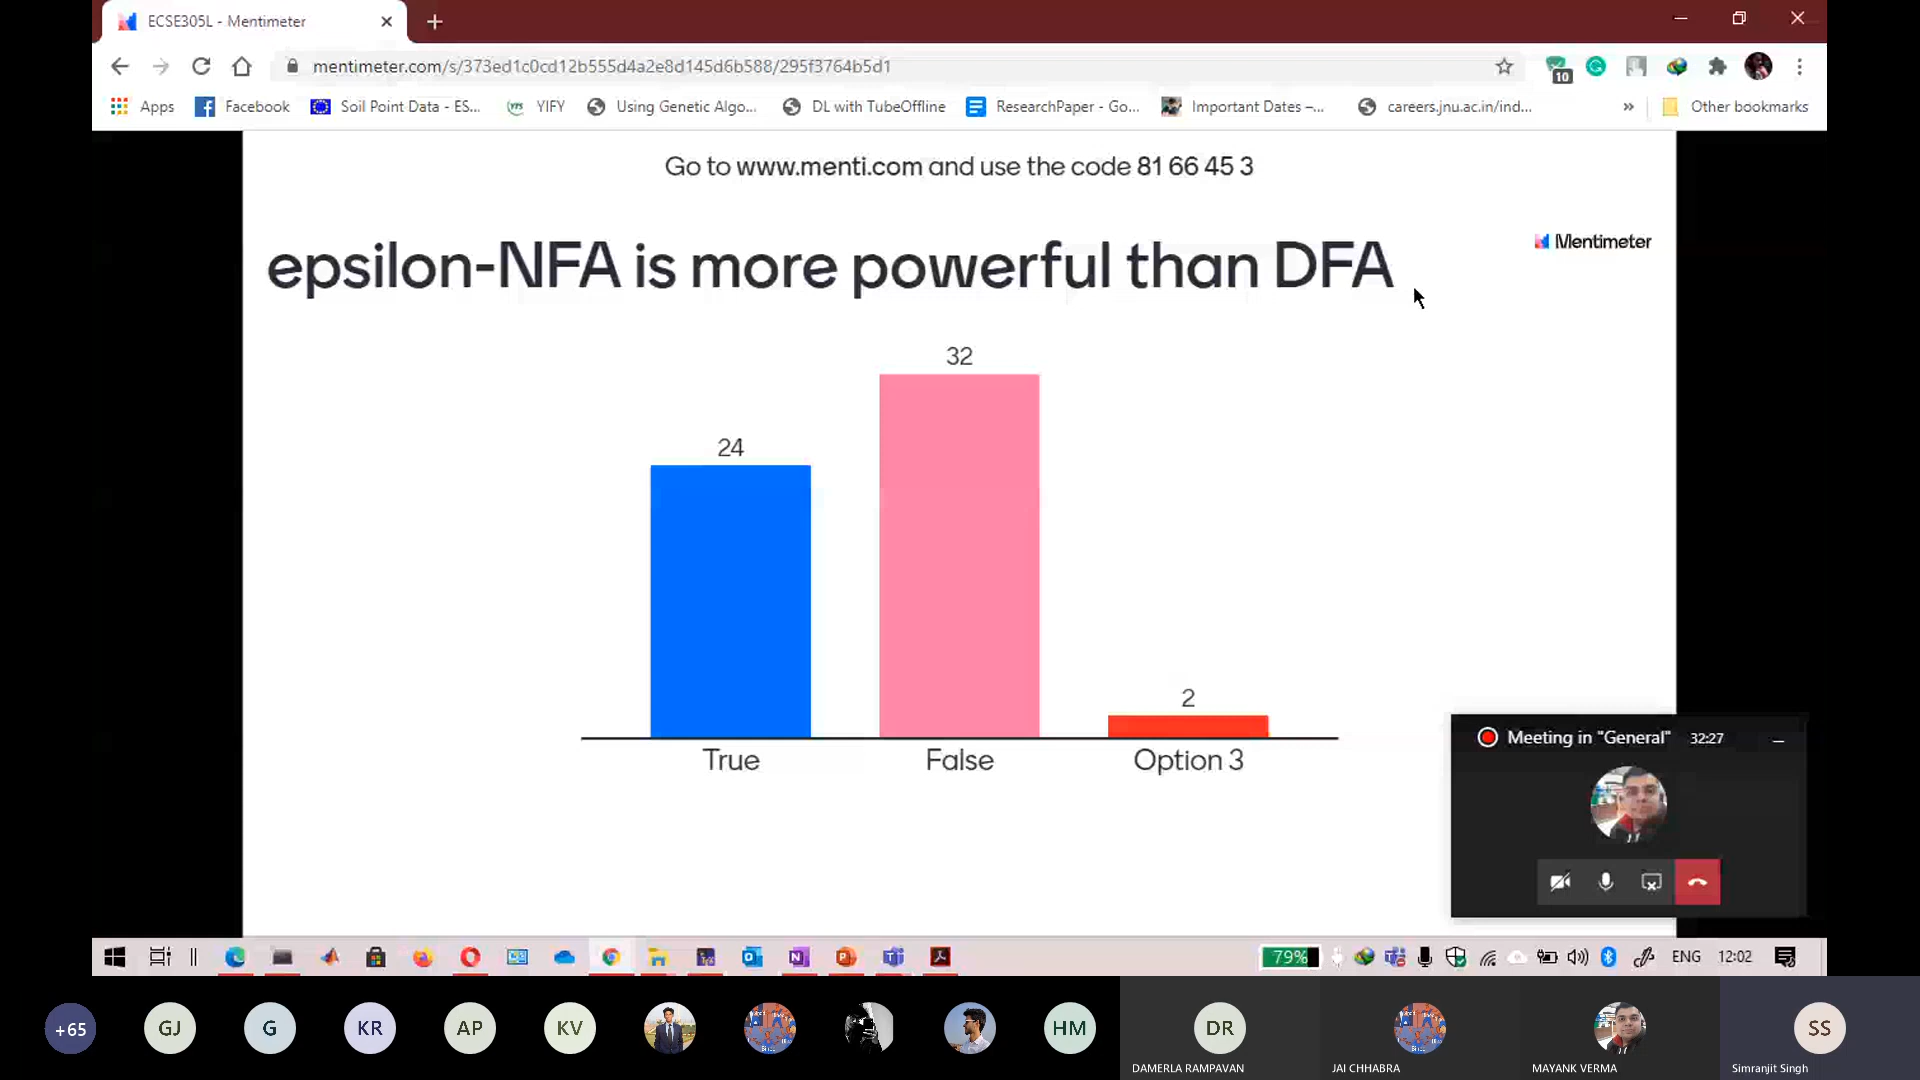 ECSE305L - Mentimeter
mentimeter.com/s/373ed1c0cd12b555d4a2e8d145d6b588/295f3764b5d1
10
Apps Facebook Soil Point Data - ES... YIFY Using Genetic Algo... DL with TubeOffline ResearchPaper - Go... Important Dates –... careers.jnu.ac.in/ind... » Other bookmarks
Go to www.menti.com and use the code 81 66 45 3
epsilon-NFA is more powerful than DFA
Mentimeter
32
24
2
True False Option 3
Meeting in "General" 32:27
79% ENG 12:02
+65 GJ G KR AP KV HM DR SS
DAMERLA RAMPAVAN JAI CHHABRA MAYANK VERMA Simranjit Singh